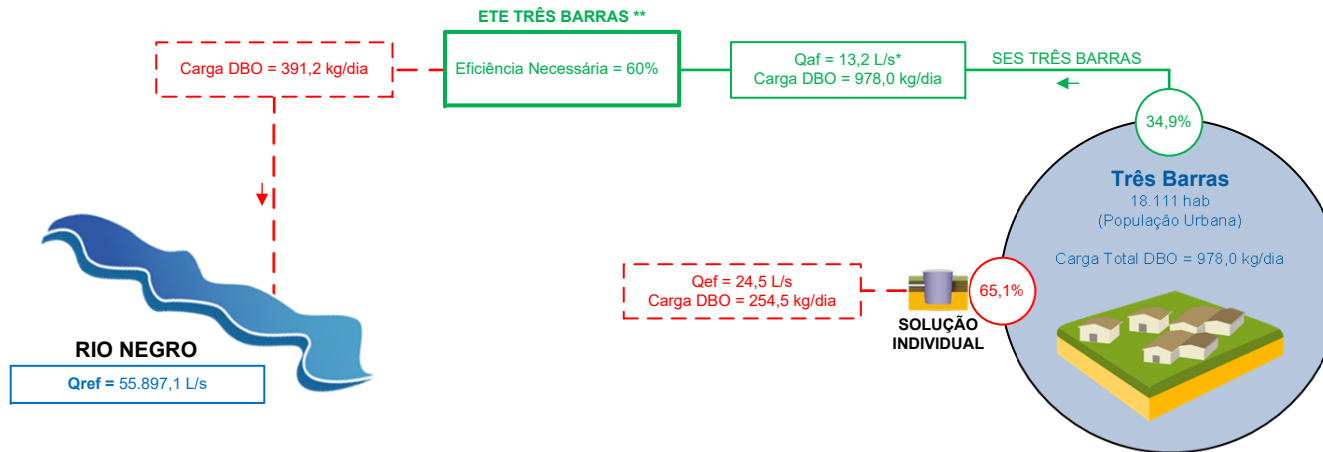 ETE TRÊS BARRAS **
Carga DBO = 391,2 kg/dia
Eficiência Necessária = 60%
Qaf = 13,2 L/s*
Carga DBO = 978,0 kg/dia
SES TRÊS BARRAS
34,9%
Três Barras
18.111 hab
(População Urbana)
Carga Total DBO = 978,0 kg/dia
Qef = 24,5 L/s
Carga DBO = 254,5 kg/dia
65,1%
SOLUÇÃO
INDIVIDUAL
RIO NEGRO
Qref = 55.897,1 L/s